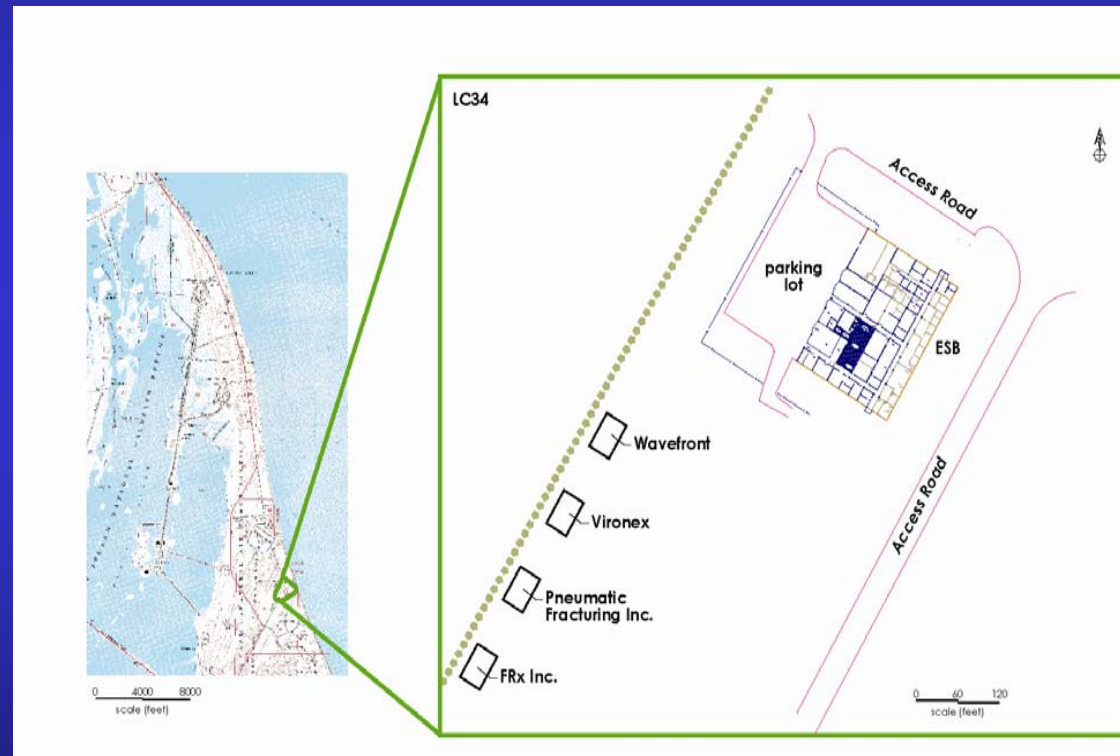 LC34
Access Road
parking
lot
ESB
Wavefront
Access Road
Vironex
Pneumatic
Fracturing Inc.
FRx Inc.
0 4000 8000
scale (feet)
0 60 120
scale (feet)